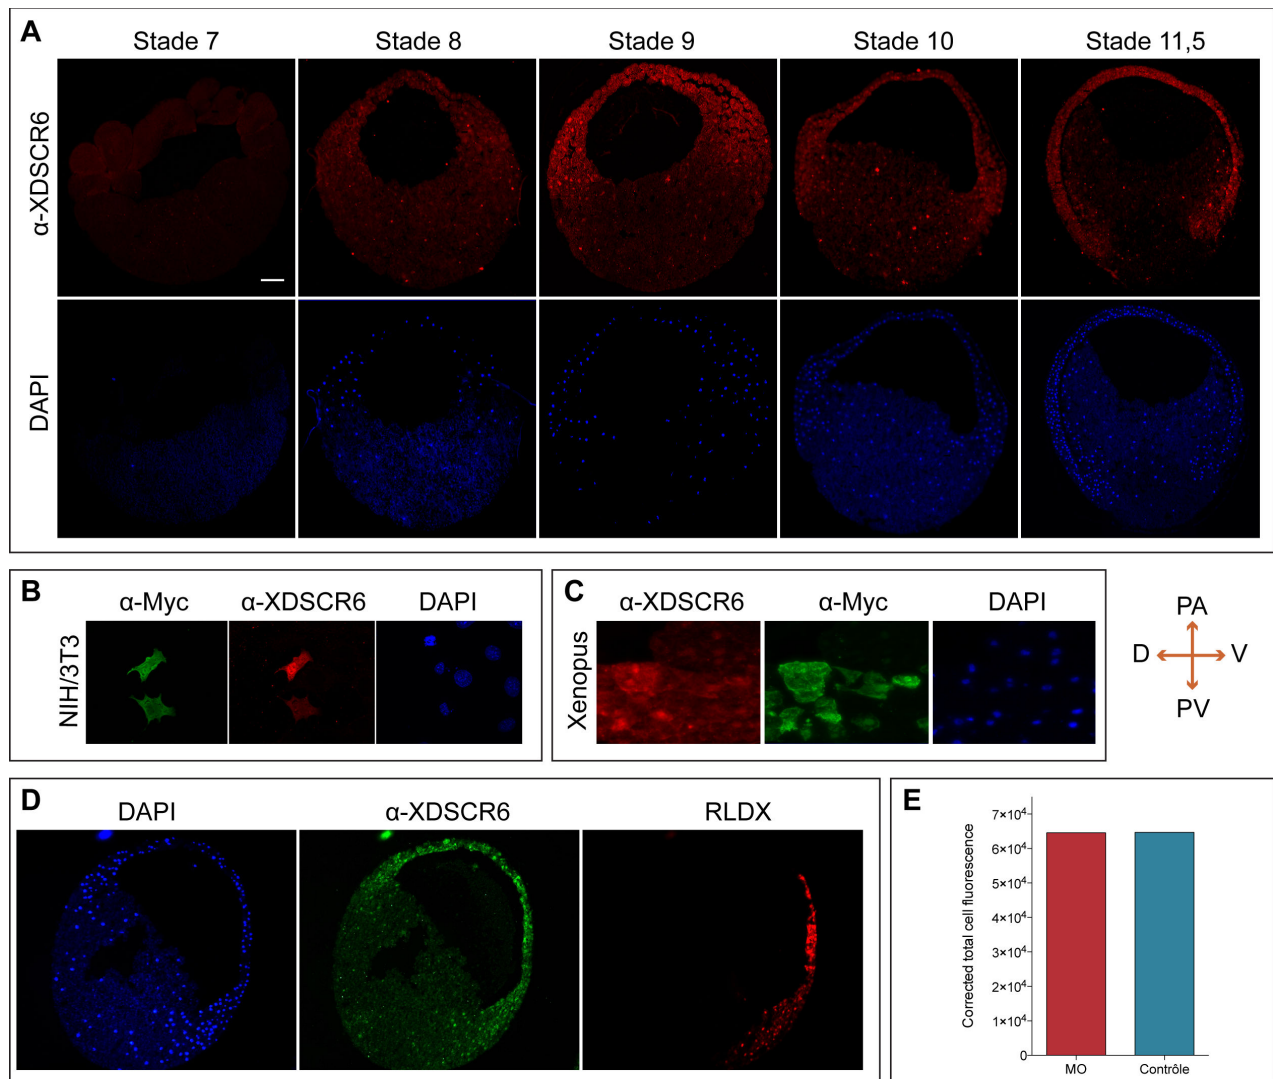 A
Stade 7 Stade 8 Stade 9 Stade 10 Stade 11,5
α-XDSCR6
DAPI
B
α-Myc α-XDSCR6 DAPI
NIH/3T3
C
α-XDSCR6 α-Myc DAPI
Xenopus
PA
D V
PV
D
DAPI α-XDSCR6 RLDX
E
Corrected total cell fluorescence
7×10⁴
6×10⁴
5×10⁴
4×10⁴
3×10⁴
2×10⁴
1×10⁴
0
MO Contrôle